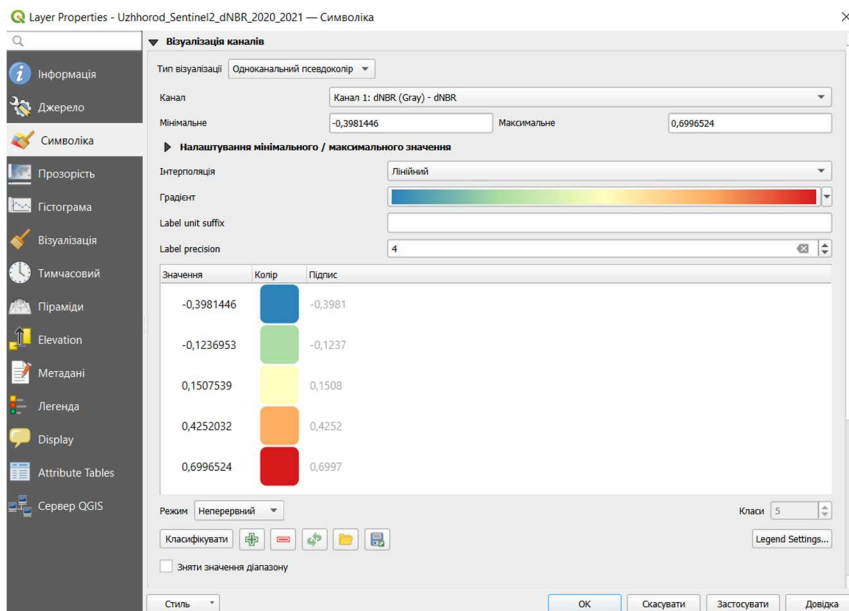 Layer Properties - Uzhhorod_Sentinel2_dNBR_2020_2021 — Символіка
Інформація
Джерело
Символіка
Прозорість
Гістограма
Візуалізація
Тимчасовий
Піраміди
Elevation
Метадані
Легенда
Display
Attribute Tables
Сервер QGIS
Візуалізація каналів
Тип візуалізації Одноканальний псевдоколір
Канал Канал 1: dNBR (Gray) - dNBR
Мінімальне -0,3981446 Максимальне 0,6996524
Налаштування мінімального / максимального значення
Інтерполяція Лінійний
Градієнт
Label unit suffix
Label precision 4
Значення Колір Підпис
-0,3981446 -0,3981
-0,1236953 -0,1237
0,1507539 0,1508
0,4252032 0,4252
0,6996524 0,6997
Режим Неперервний Класи 5
Класифікувати Legend Settings...
Зняти значення діапазону
Стиль OK Скасувати Застосувати Довідка